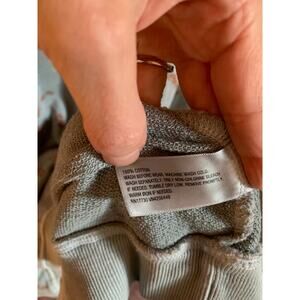 100% COTTON
WASH BEFORE WEAR. MACHINE WASH COLD.
WASH SEPARATELY. ONLY NON-CHLORINE BLEACH
IF NEEDED. TUMBLE DRY LOW. REMOVE PROMPTLY.
WARM IRON IF NEEDED.